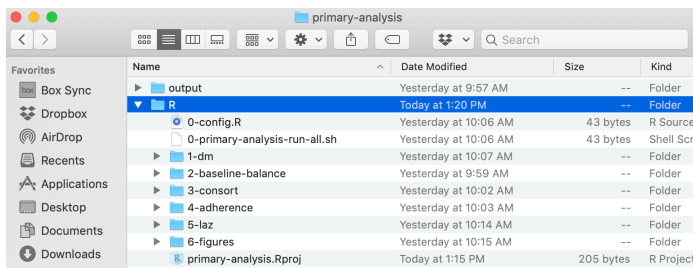 primary-analysis
Search
Favorites
box Box Sync
Dropbox
AirDrop
Recents
Applications
Desktop
Documents
Downloads
Name Date Modified Size Kind
output Yesterday at 9:57 AM -- Folder
R Today at 1:20 PM -- Folder
0-config.R Yesterday at 10:06 AM 43 bytes R Source
0-primary-analysis-run-all.sh Yesterday at 10:06 AM 43 bytes Shell Scr
1-dm Yesterday at 10:07 AM -- Folder
2-baseline-balance Yesterday at 9:59 AM -- Folder
3-consort Yesterday at 10:02 AM -- Folder
4-adherence Yesterday at 10:03 AM -- Folder
5-laz Yesterday at 10:14 AM -- Folder
6-figures Yesterday at 10:15 AM -- Folder
R primary-analysis.Rproj Today at 1:15 PM 205 bytes R Project